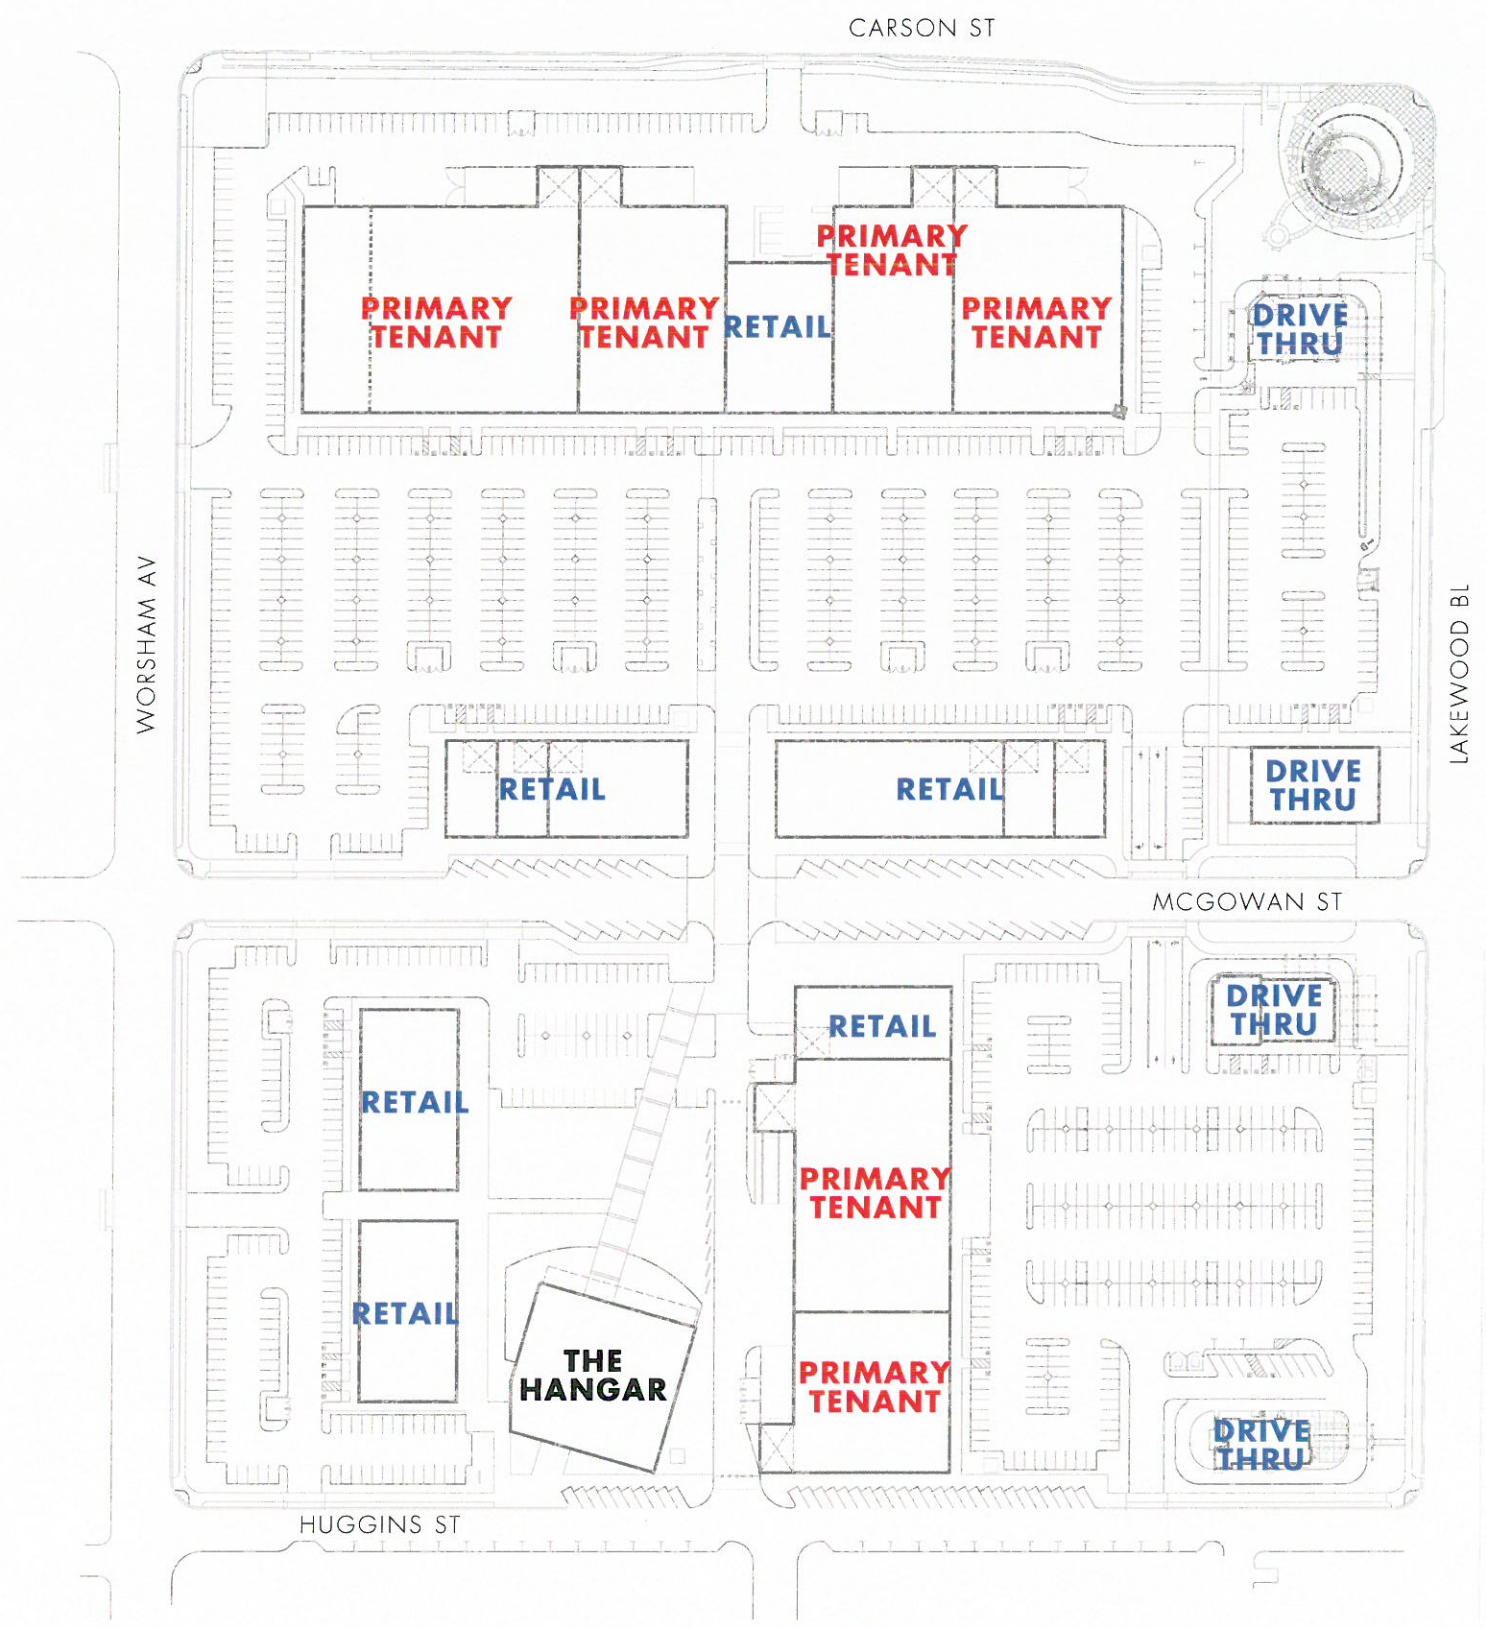 CARSON ST
PRIMARY
TENANT
PRIMARY
TENANT
PRIMARY
TENANT
RETAIL
PRIMARY
TENANT
DRIVE
THRU
WORSHAM AV
LAKEWOOD BL
RETAIL
RETAIL
DRIVE
THRU
MCGOWAN ST
DRIVE
THRU
RETAIL
RETAIL
PRIMARY
TENANT
RETAIL
THE
HANGAR
PRIMARY
TENANT
DRIVE
THRU
HUGGINS ST